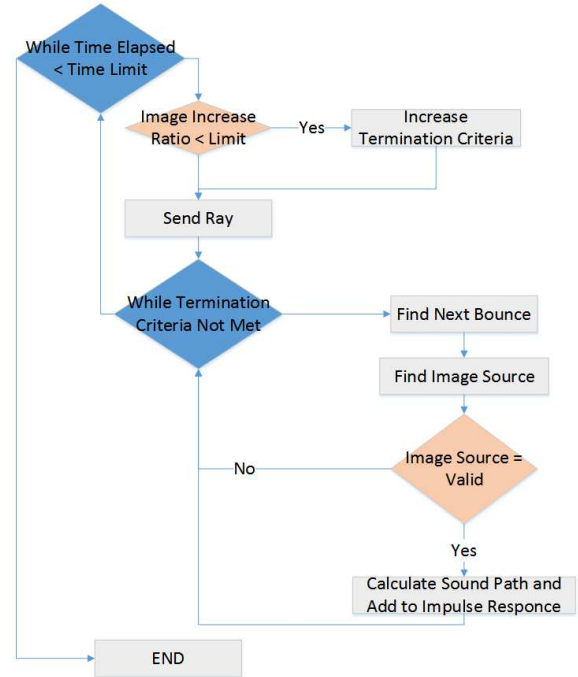 While Time Elapsed
< Time Limit
Image Increase
Ratio < Limit
Yes
Increase
Termination Criteria
Send Ray
While Termination
Criteria Not Met
Find Next Bounce
Find Image Source
Image Source =
Valid
No
Yes
Calculate Sound Path and
Add to Impulse Responce
END